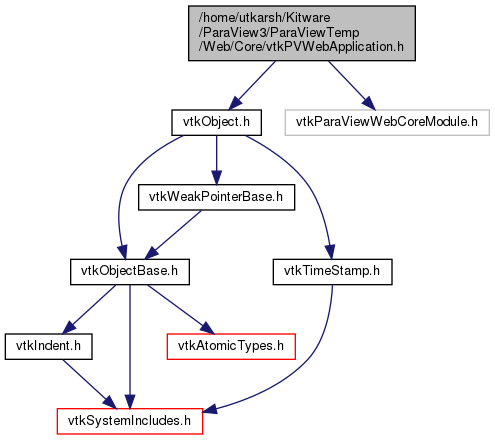 /home/utkarsh/Kitware
/ParaView3/ParaViewTemp
/Web/Core/vtkPVWebApplication.h
vtkObject.h
vtkParaViewWebCoreModule.h
vtkWeakPointerBase.h
vtkObjectBase.h
vtkTimeStamp.h
vtkIndent.h
vtkAtomicTypes.h
vtkSystemIncludes.h